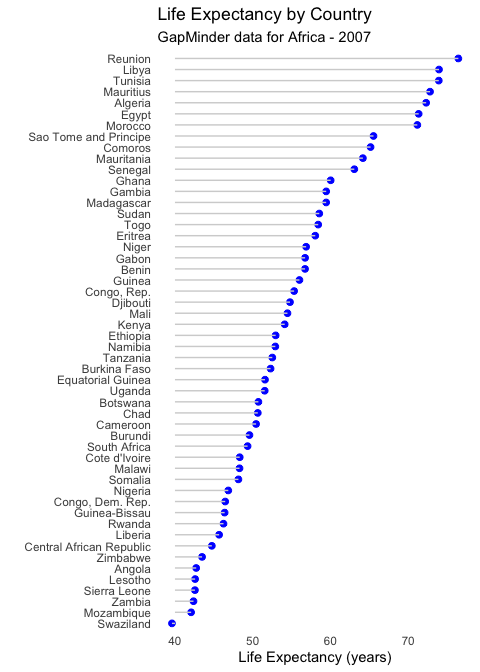 Life Expectancy by Country
GapMinder data for Africa - 2007
Reunion
Libya
Tunisia
Mauritius
Algeria
Egypt
Morocco
Sao Tome and Principe
Comoros
Mauritania
Senegal
Ghana
Gambia
Madagascar
Sudan
Togo
Eritrea
Niger
Gabon
Benin
Guinea
Congo, Rep.
Djibouti
Mali
Kenya
Ethiopia
Namibia
Tanzania
Burkina Faso
Equatorial Guinea
Uganda
Botswana
Chad
Cameroon
Burundi
South Africa
Cote d'Ivoire
Malawi
Somalia
Nigeria
Congo, Dem. Rep.
Guinea-Bissau
Rwanda
Liberia
Central African Republic
Zimbabwe
Angola
Lesotho
Sierra Leone
Zambia
Mozambique
Swaziland
40 50 60 70
Life Expectancy (years)